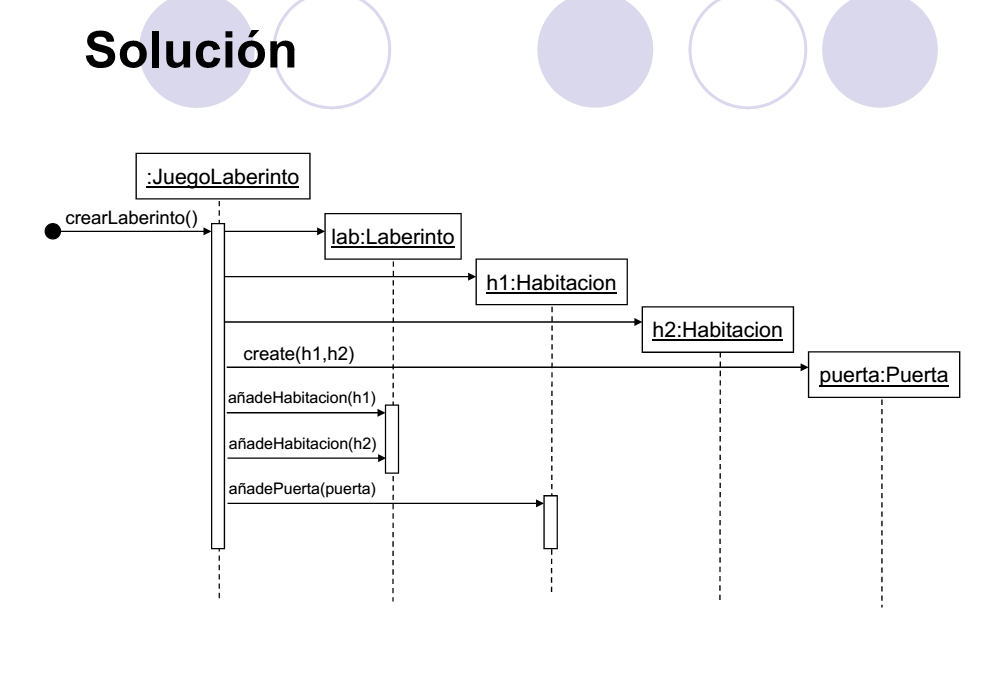 Solución
:JuegoLaberinto
crearLaberinto()
lab:Laberinto
h1:Habitacion
h2:Habitacion
create(h1,h2)
puerta:Puerta
añadeHabitacion(h1)
añadeHabitacion(h2)
añadePuerta(puerta)